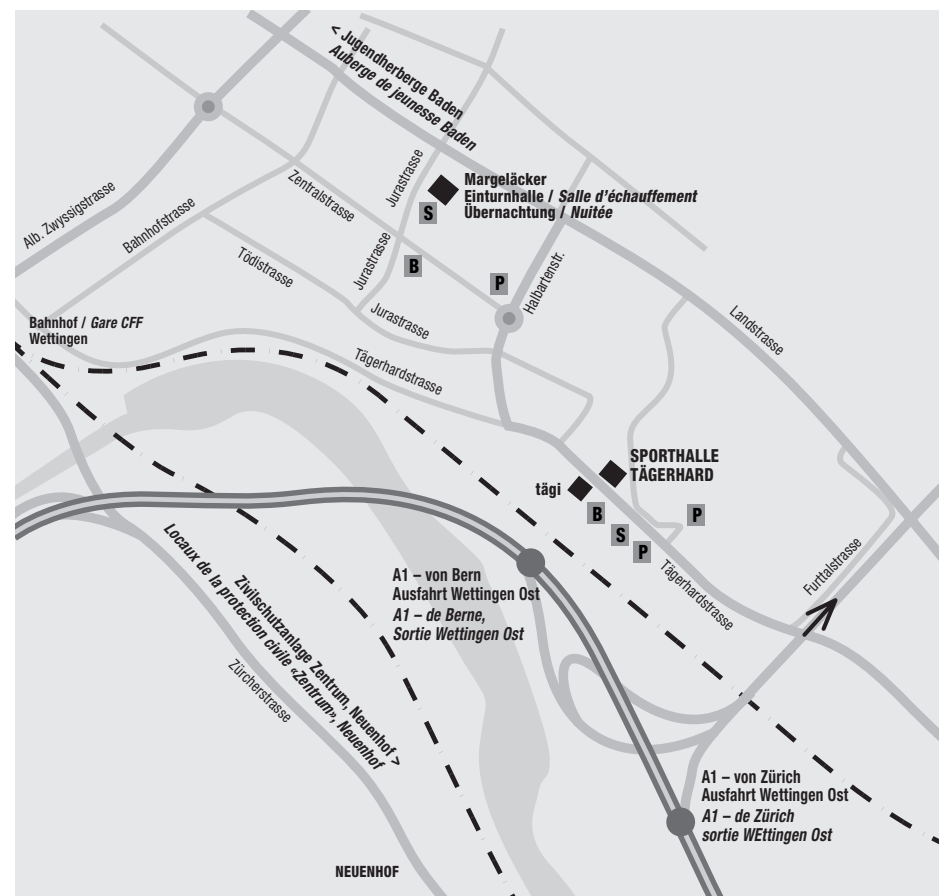 < Jugendherberge Baden
Auberge de jeunesse Baden
Alb. Zwyssigstrasse
Bahnhofstrasse
Zentralstrasse
Jurastrasse
Margeläcker
Einturnhalle / Salle d'échauffement
Übernachtung / Nuitée
S
Jurastrasse
B
P
Halbartenstr.
Tödistrasse
Jurastrasse
Landstrasse
Bahnhof / Gare CFF
Wettingen
Tägerhardstrasse
SPORTHALLE
TÄGERHARD
tägi
B
S
P
P
Tägerhardstrasse
Furttalstrasse
A1 – von Bern
Ausfahrt Wettingen Ost
A1 – de Berne,
Sortie Wettingen Ost
Zivilschutzanlage Zentrum, Neuenhof >
Locaux de la protection civile «Zentrum», Neuenhof
Zürcherstrasse
A1 – von Zürich
Ausfahrt Wettingen Ost
A1 – de Zürich
sortie WEttingen Ost
NEUENHOF